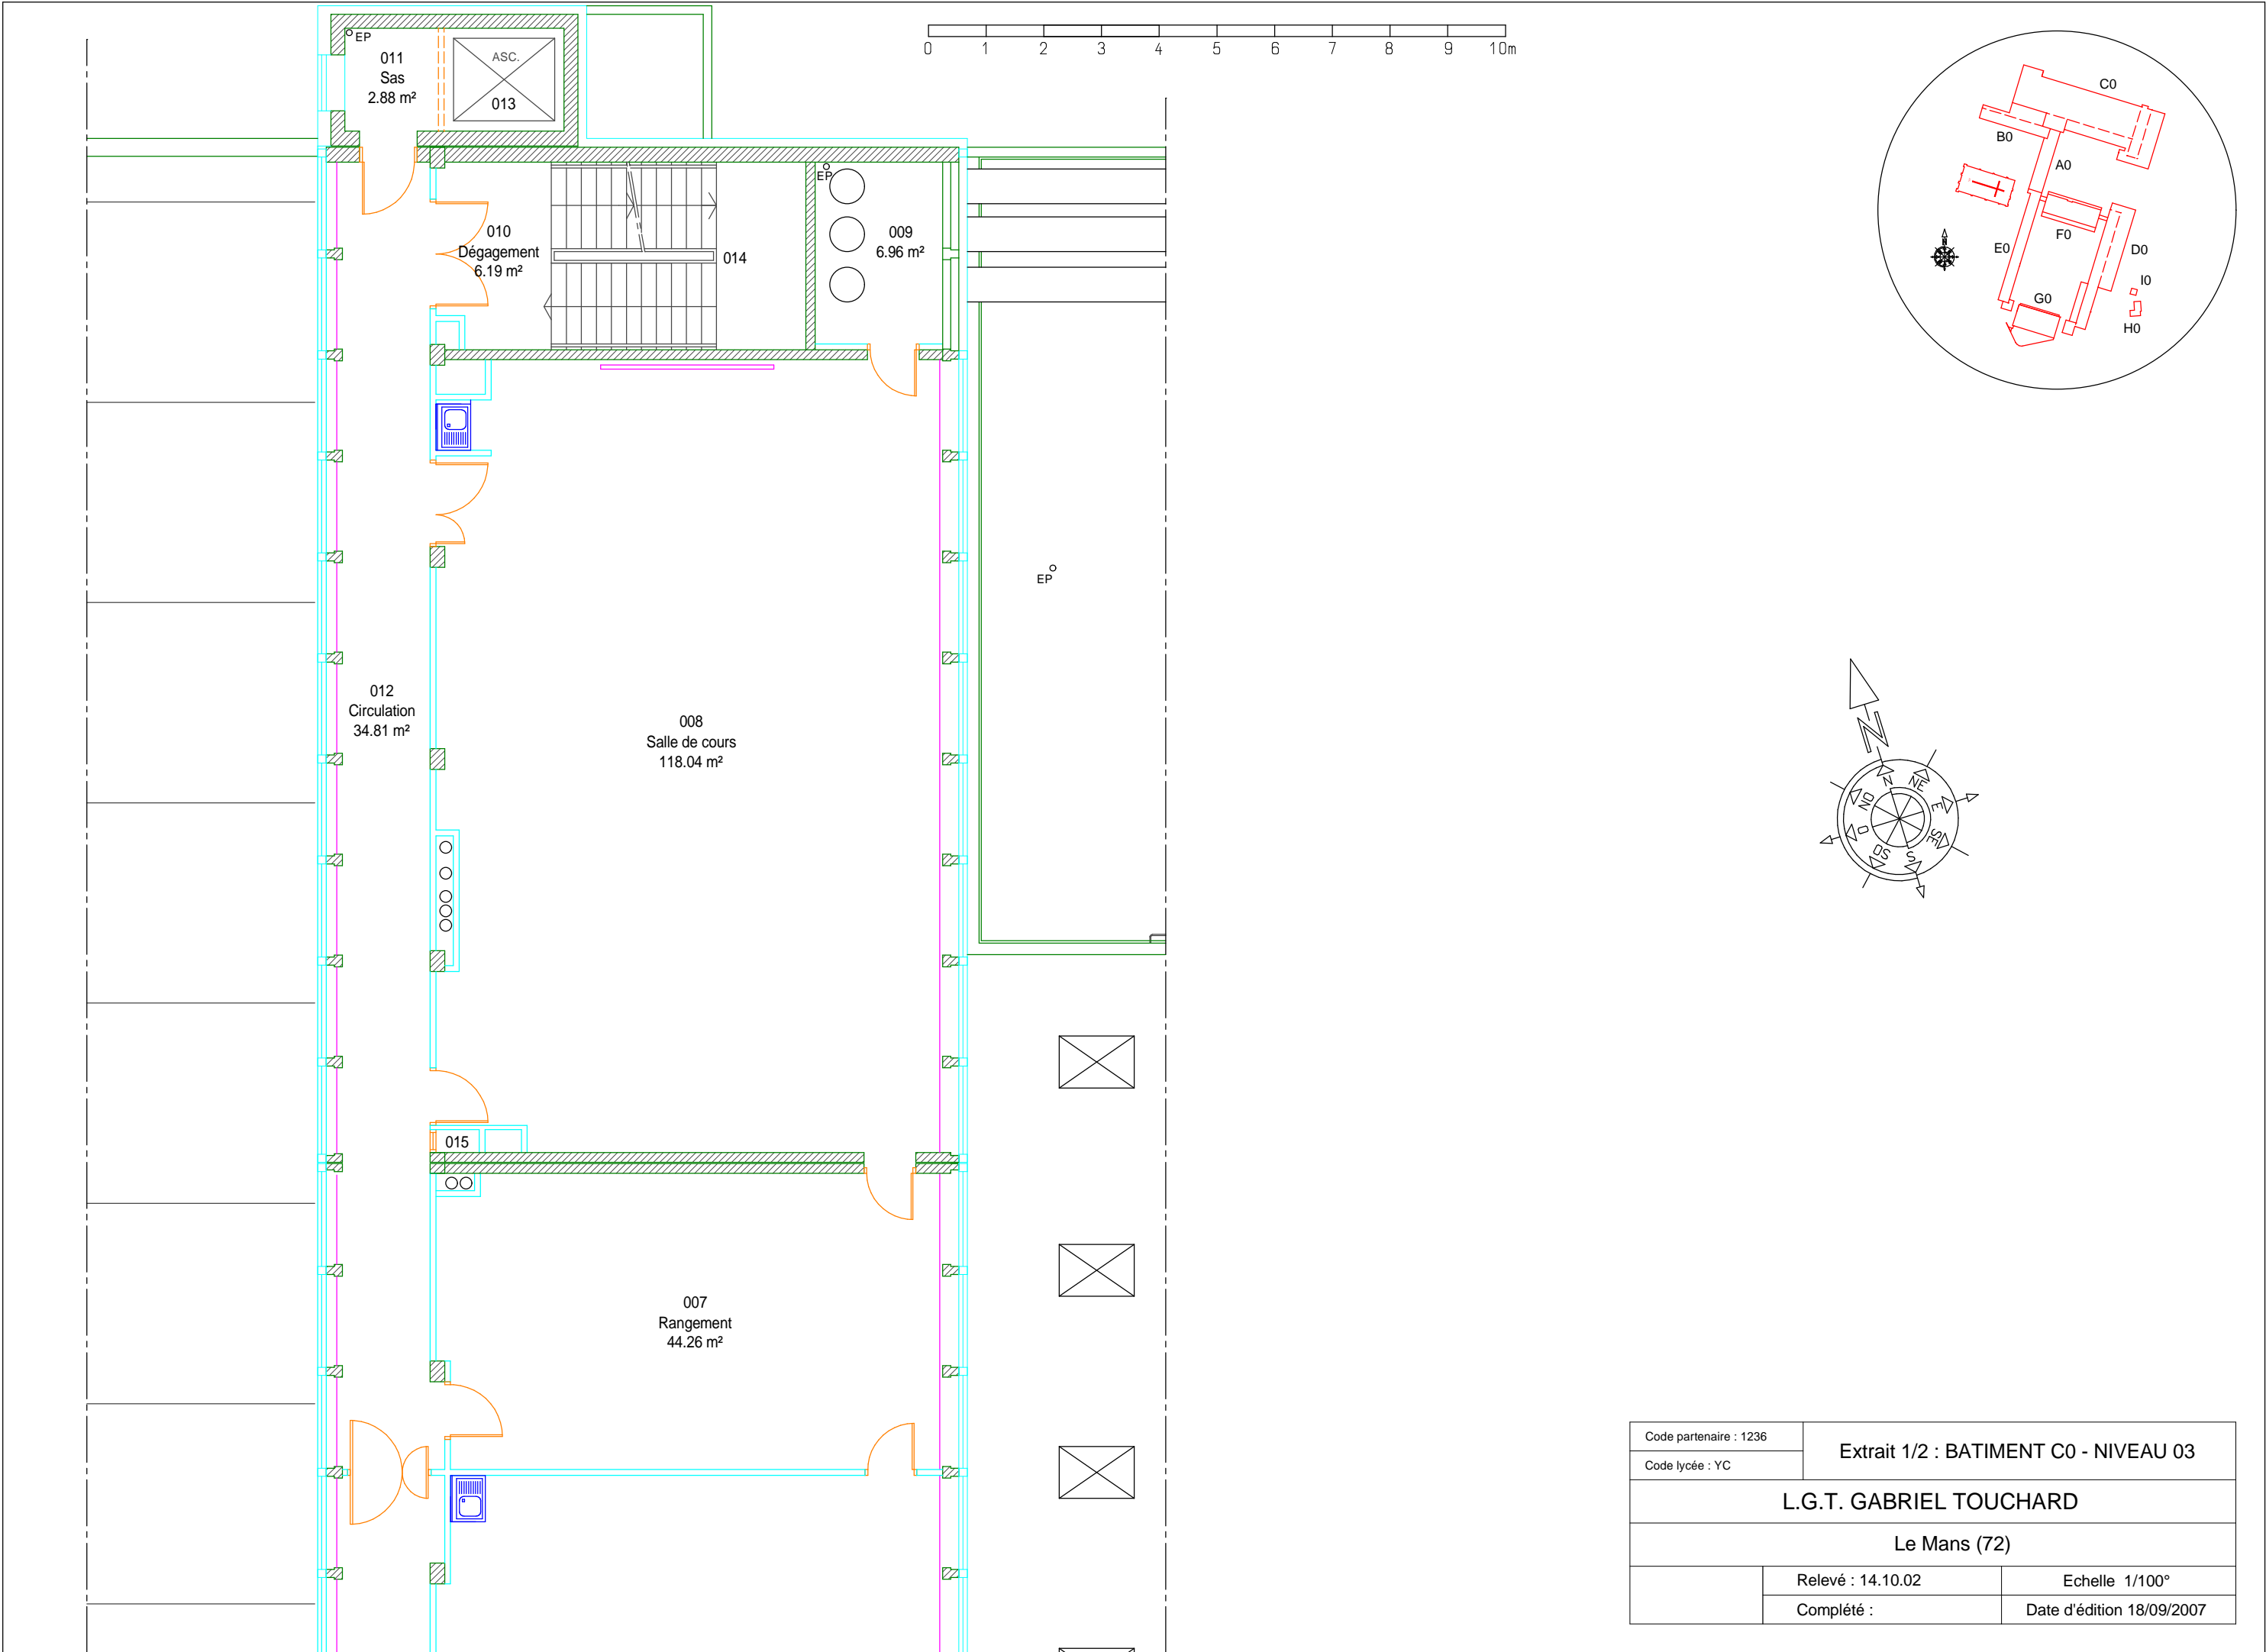 0 1 2 3 4 5 6 7 8 9 10m
EP
011
Sas
2.88 m²
ASC.
013
C0
B0
A0
E0
F0
D0
I0
G0
H0
N
EP
010
Dégagement
6.19 m²
014
009
6.96 m²
EP
012
Circulation
34.81 m²
008
Salle de cours
118.04 m²
N
N
NE
E
SE
S
SO
O
NO
015
007
Rangement
44.26 m²
Code partenaire : 1236
Code lycée : YC
Extrait 1/2 : BATIMENT C0 - NIVEAU 03
L.G.T. GABRIEL TOUCHARD
Le Mans (72)
Relevé : 14.10.02
Echelle 1/100°
Complété :
Date d'édition 18/09/2007